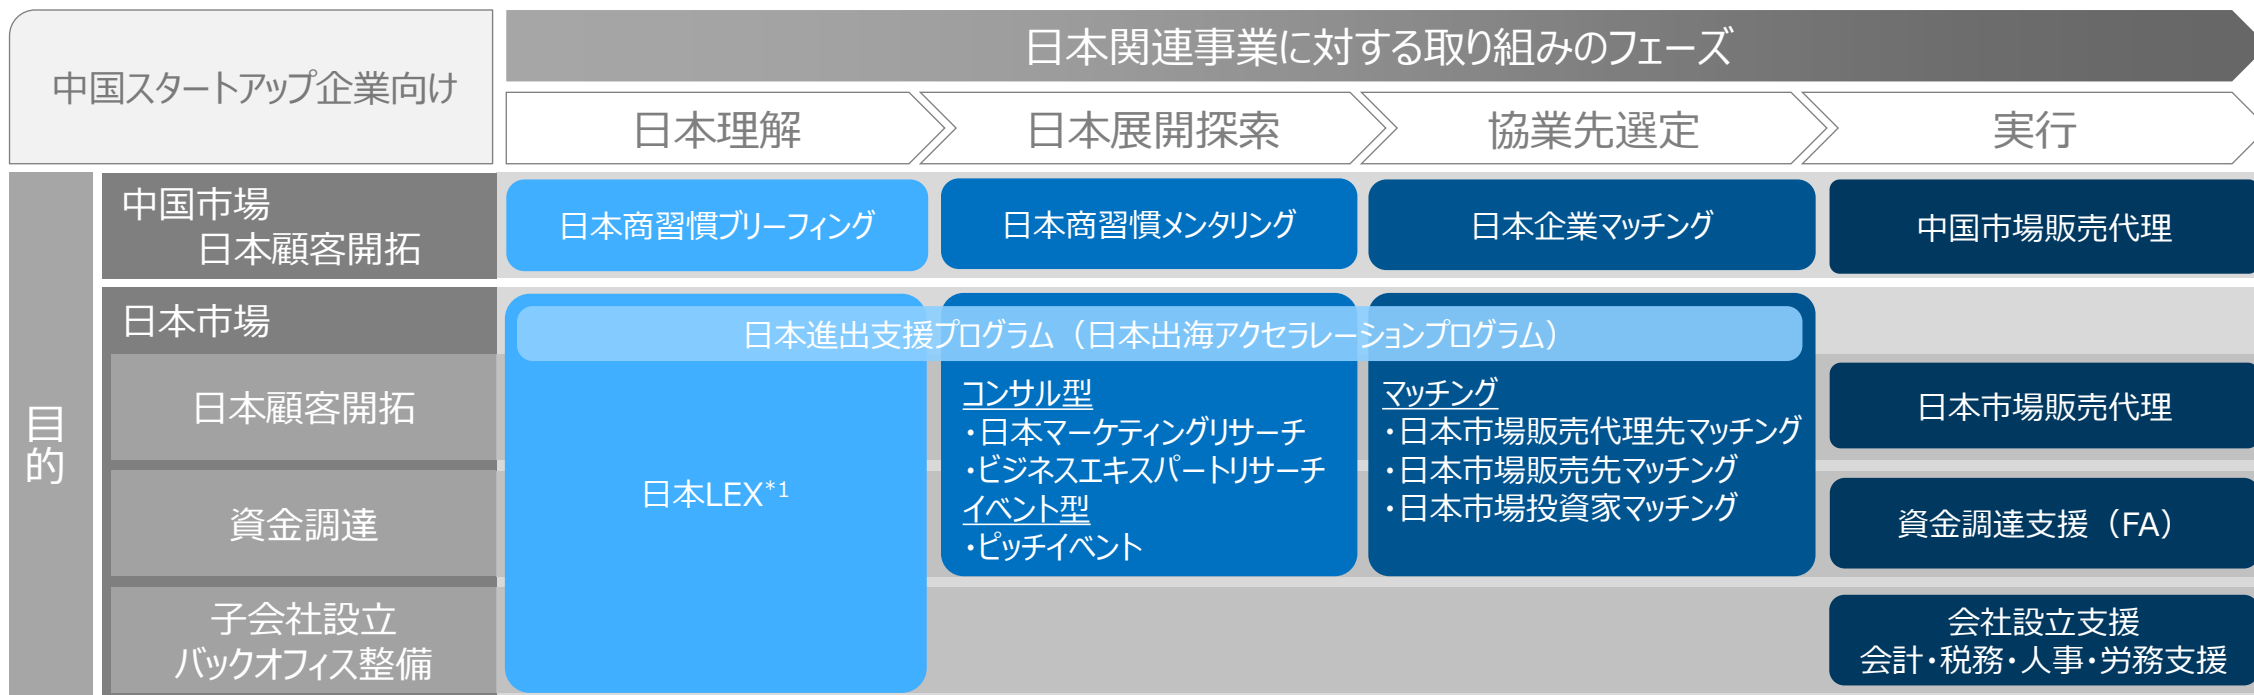 中国スタートアップ企業向け
日本関連事業に対する取り組みのフェーズ
日本理解
日本展開探索
協業先選定
実行
目的
中国市場
日本顧客開拓
日本商習慣ブリーフィング
日本商習慣メンタリング
日本企業マッチング
中国市場販売代理
日本市場
日本進出支援プログラム（日本出海アクセラレーションプログラム）
日本顧客開拓
資金調達
子会社設立
バックオフィス整備
日本LEX*1
コンサル型
・日本マーケティングリサーチ
・ビジネスエキスパートリサーチ
イベント型
・ピッチイベント
マッチング
・日本市場販売代理先マッチング
・日本市場販売先マッチング
・日本市場投資家マッチング
日本市場販売代理
資金調達支援（FA）
会社設立支援
会計・税務・人事・労務支援